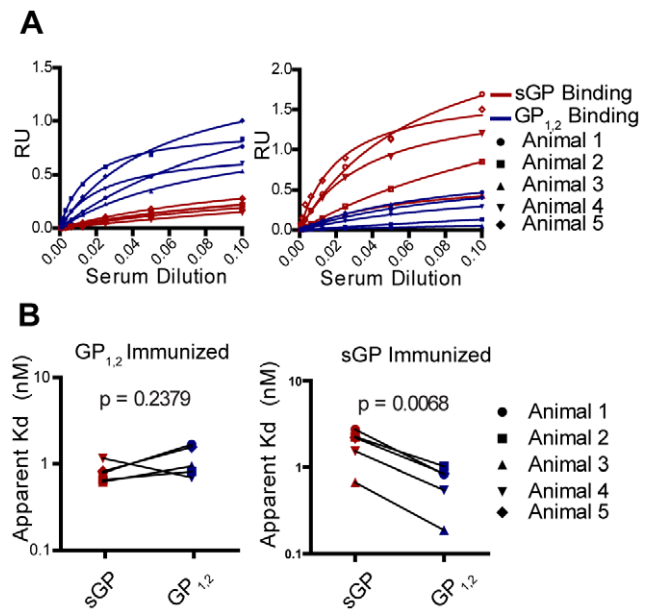 A
1.5
1.0
0.5
0.0
RU
0.00
0.02
0.04
0.06
0.08
0.10
Serum Dilution
2.0
1.5
1.0
0.5
0.0
RU
0.00
0.02
0.04
0.06
0.08
0.10
Serum Dilution
sGP Binding
GP1,2 Binding
Animal 1
Animal 2
Animal 3
Animal 4
Animal 5
B
GP1,2 Immunized
p = 0.2379
Apparent Kd (nM)
10
1
0.1
sGP
GP1,2
sGP Immunized
p = 0.0068
Apparent Kd (nM)
10
1
0.1
sGP
GP1,2
Animal 1
Animal 2
Animal 3
Animal 4
Animal 5